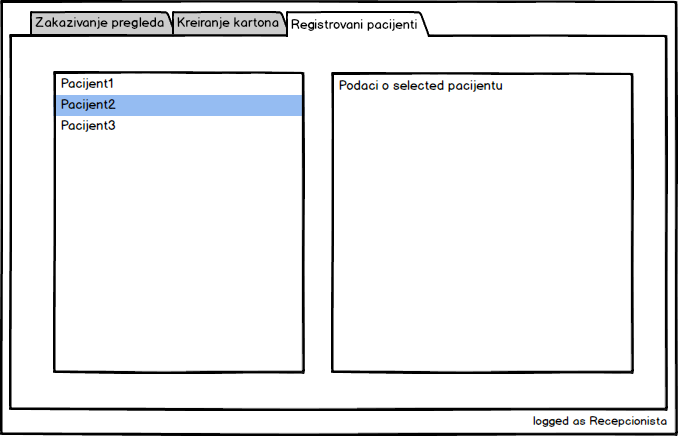 Zakazivanje pregleda
Kreiranje kartona
Registrovani pacijenti
Pacijent1
Pacijent2
Pacijent3
Podaci o selected pacijentu
logged as Recepcionista